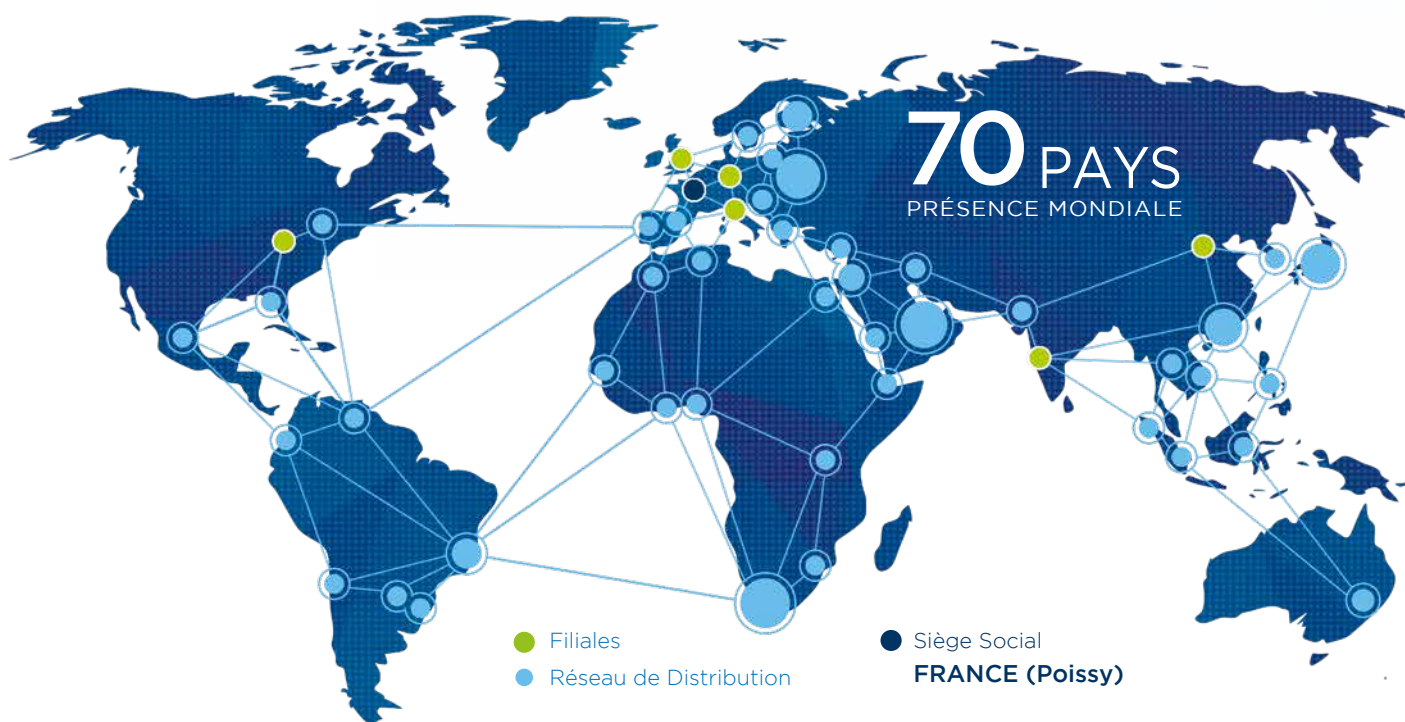 70 PAYS
PRÉSENCE MONDIALE
Filiales
Réseau de Distribution
Siège Social
FRANCE (Poissy)